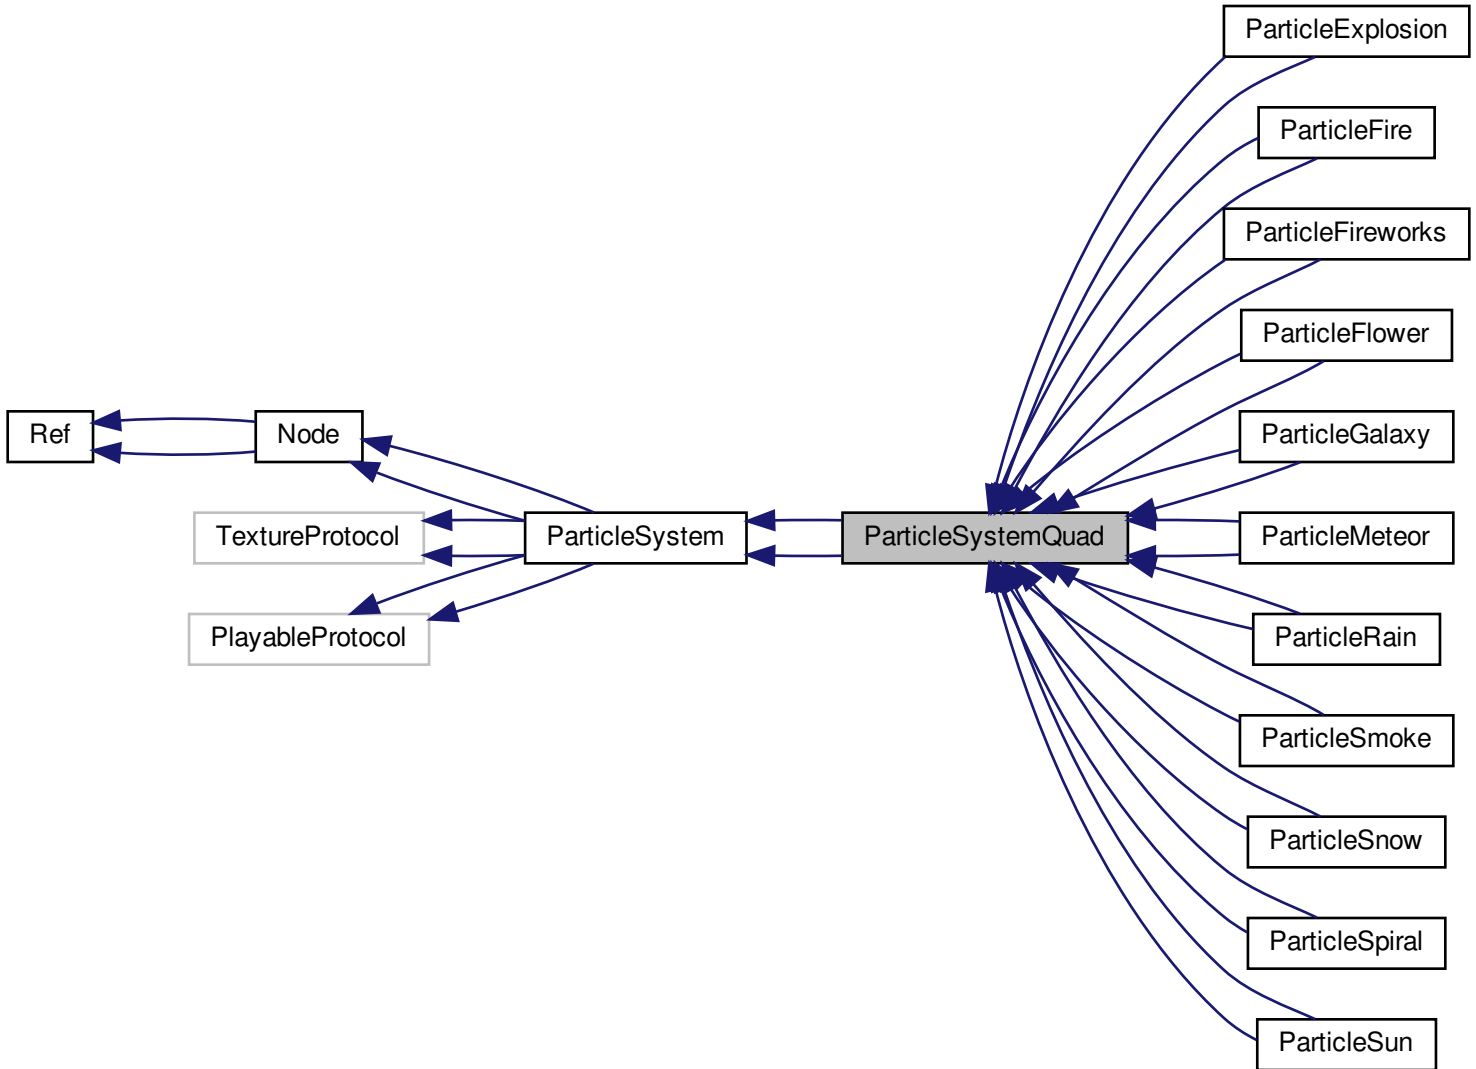 ParticleExplosion
ParticleFire
ParticleFireworks
ParticleFlower
Ref
Node
ParticleGalaxy
TextureProtocol
ParticleSystem
ParticleSystemQuad
ParticleMeteor
PlayableProtocol
ParticleRain
ParticleSmoke
ParticleSnow
ParticleSpiral
ParticleSun